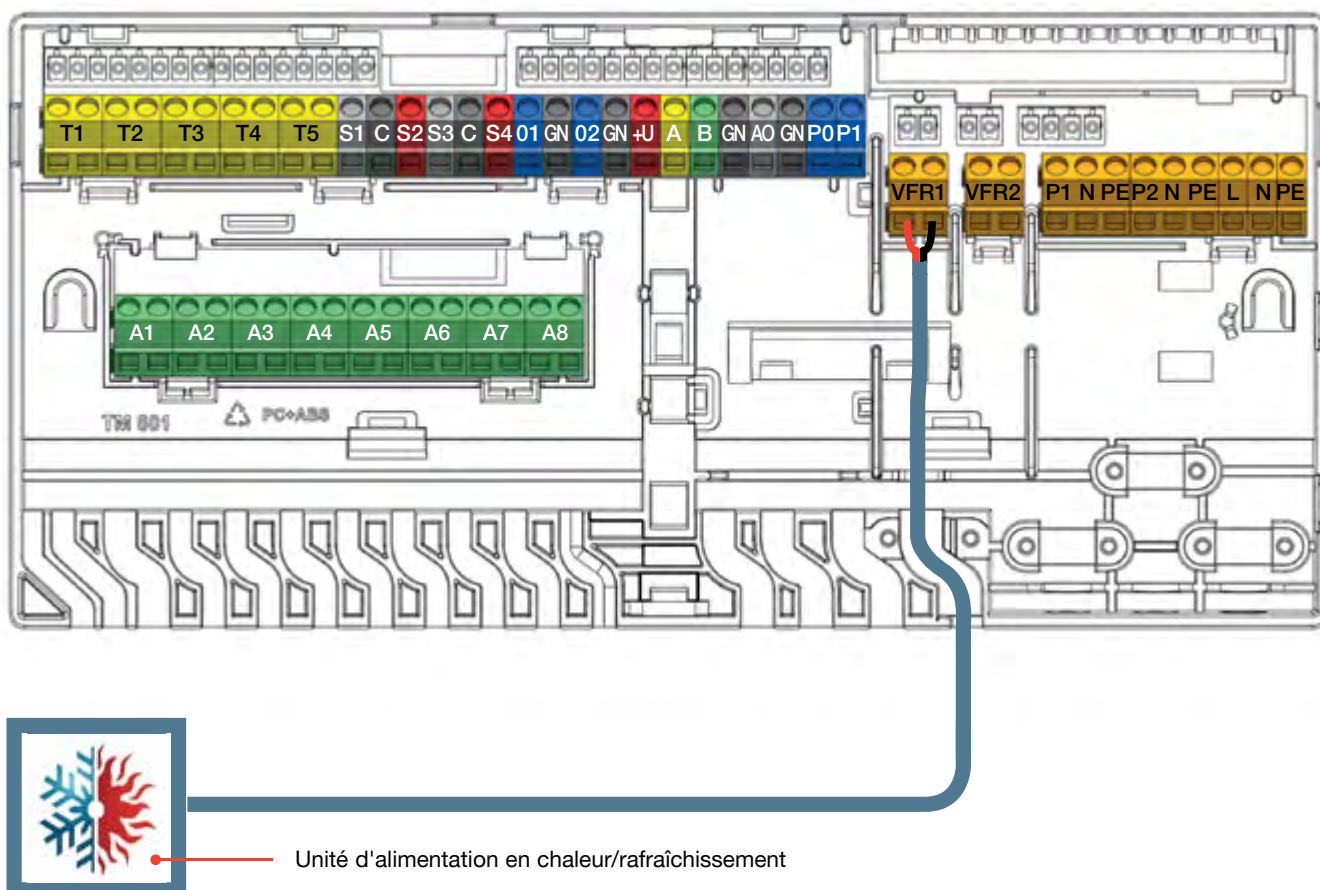 T1 T2 T3 T4 T5 S1 C S2 S3 C S4 01 GN 02 GN +U A B GN AO GN P0 P1
VFR1 VFR2 P1 N PE P2 N PE L N PE
A1 A2 A3 A4 A5 A6 A7 A8
TM 801 PC+ABS
Unité d'alimentation en chaleur/rafraîchissement